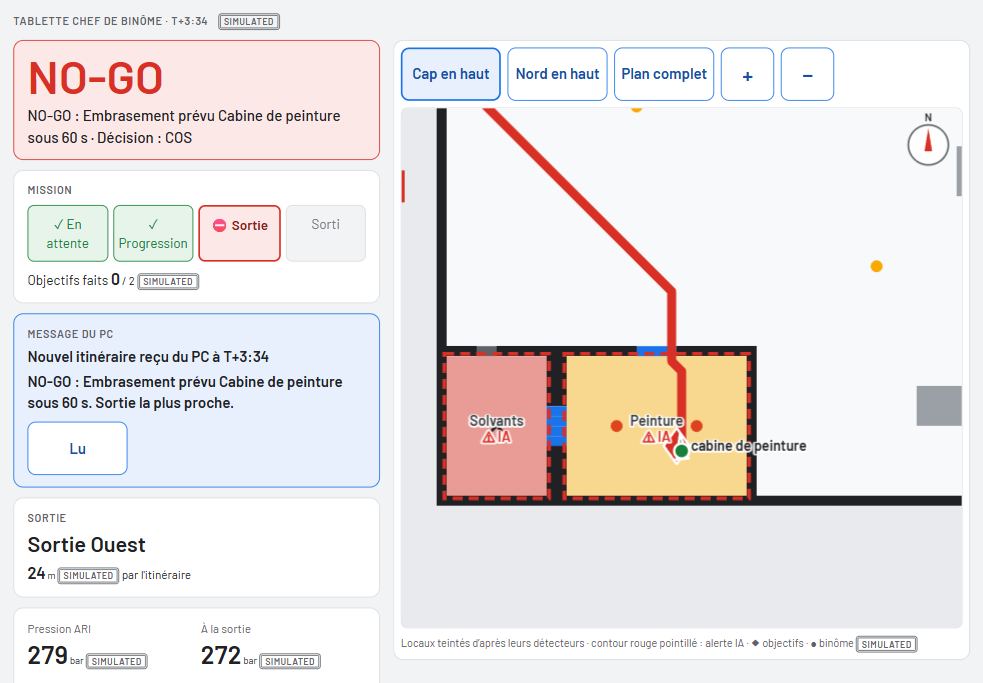 TABLETTE CHEF DE BINÔME · T+3:34 SIMULATED
NO-GO
NO-GO : Embrasement prévu Cabine de peinture
sous 60 s · Décision : COS
MISSION
✓ En
attente
✓
Progression
⛔ Sortie
Sorti
Objectifs faits 0 / 2 SIMULATED
MESSAGE DU PC
Nouvel itinéraire reçu du PC à T+3:34
NO-GO : Embrasement prévu Cabine de peinture
sous 60 s. Sortie la plus proche.
Lu
SORTIE
Sortie Ouest
24 m SIMULATED par l'itinéraire
Pression ARI
279 bar SIMULATED
À la sortie
272 bar SIMULATED
Cap en haut
Nord en haut
Plan complet
+
−
N
Solvants
⚠ IA
Peinture
⚠ IA
cabine de peinture
Locaux teintés d'après leurs détecteurs · contour rouge pointillé : alerte IA · ◆ objectifs · ● binôme SIMULATED